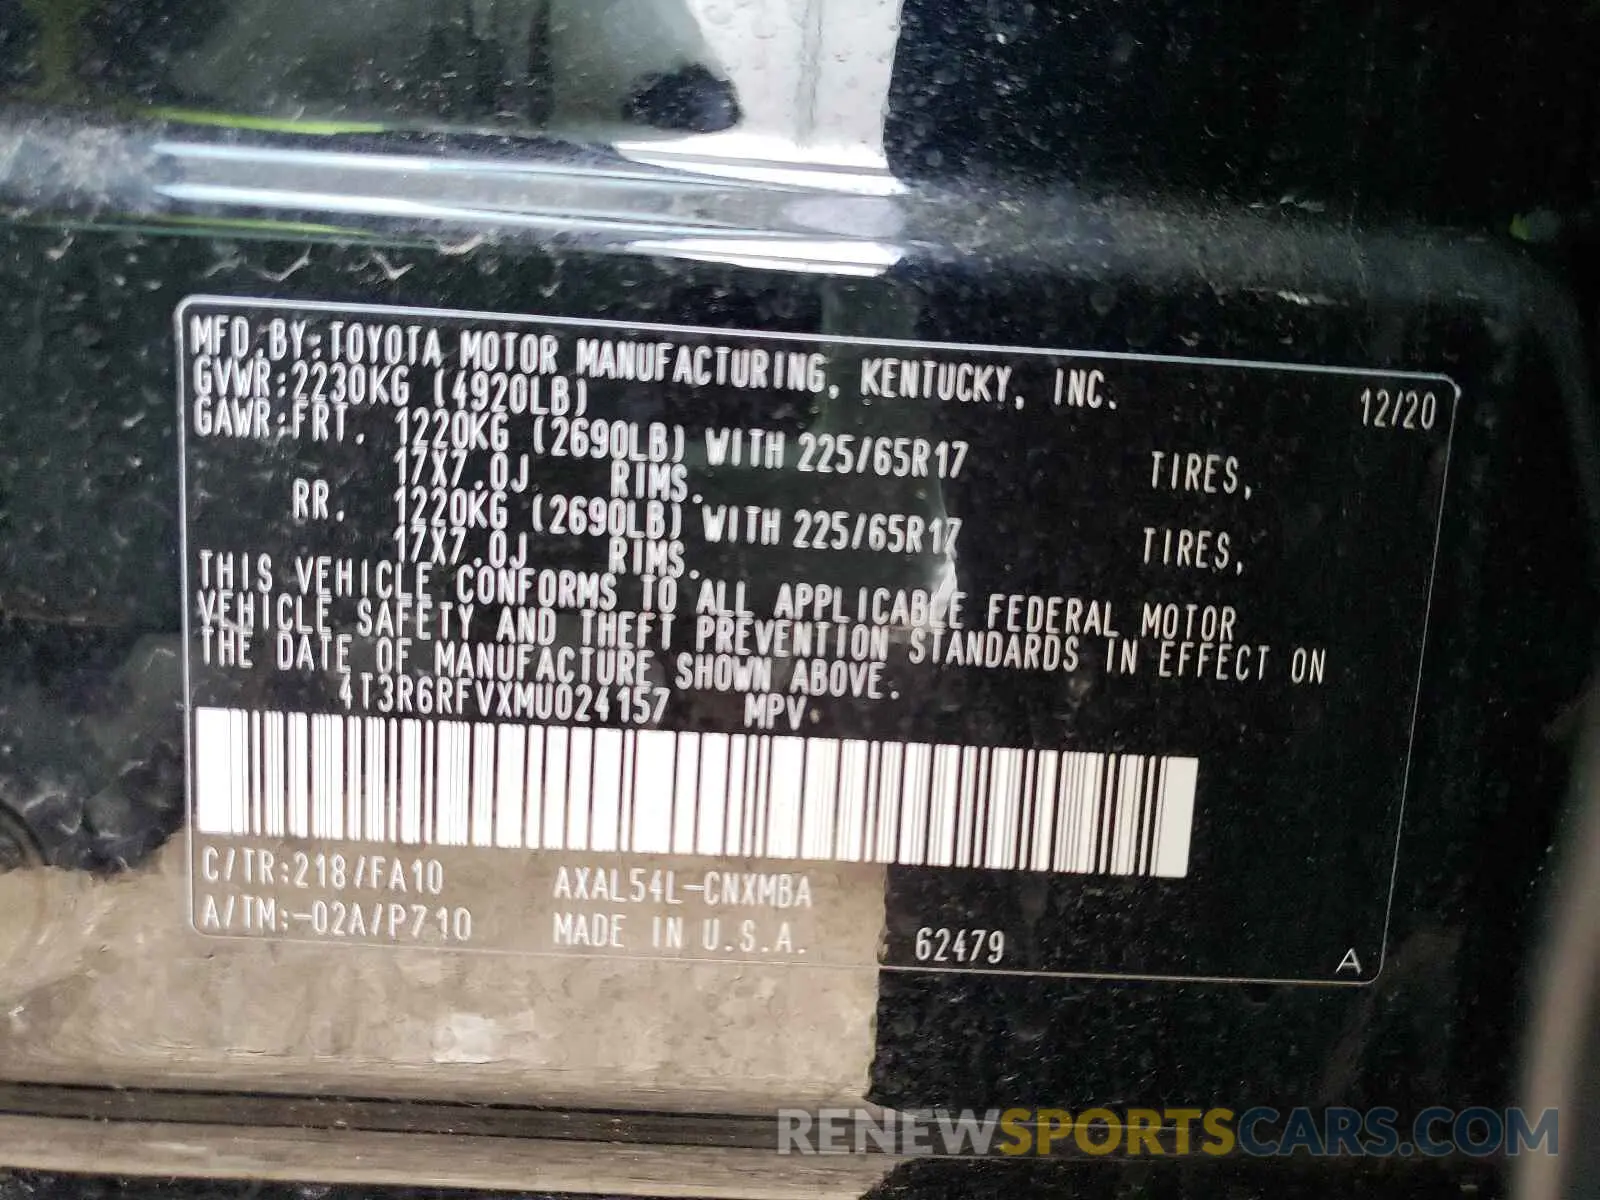 MFD.BY:TOYOTA MOTOR MANUFACTURING, KENTUCKY, INC. 12/20
GVWR:2230KG (4920LB)
GAWR:FRT. 1220KG (2690LB) WITH 225/65R17 TIRES,
17X7.0J RIMS.
RR. 1220KG (2690LB) WITH 225/65R17 TIRES,
17X7.0J RIMS.
THIS VEHICLE CONFORMS TO ALL APPLICABLE FEDERAL MOTOR
VEHICLE SAFETY AND THEFT PREVENTION STANDARDS IN EFFECT ON
THE DATE OF MANUFACTURE SHOWN ABOVE.
4T3R6RFVXMU024157 MPV
C/TR:218/FA10 AXAL54L-CNXMBA
A/TM:-02A/P710 MADE IN U.S.A. 62479 A
RENEWSPORTSCARS.COM